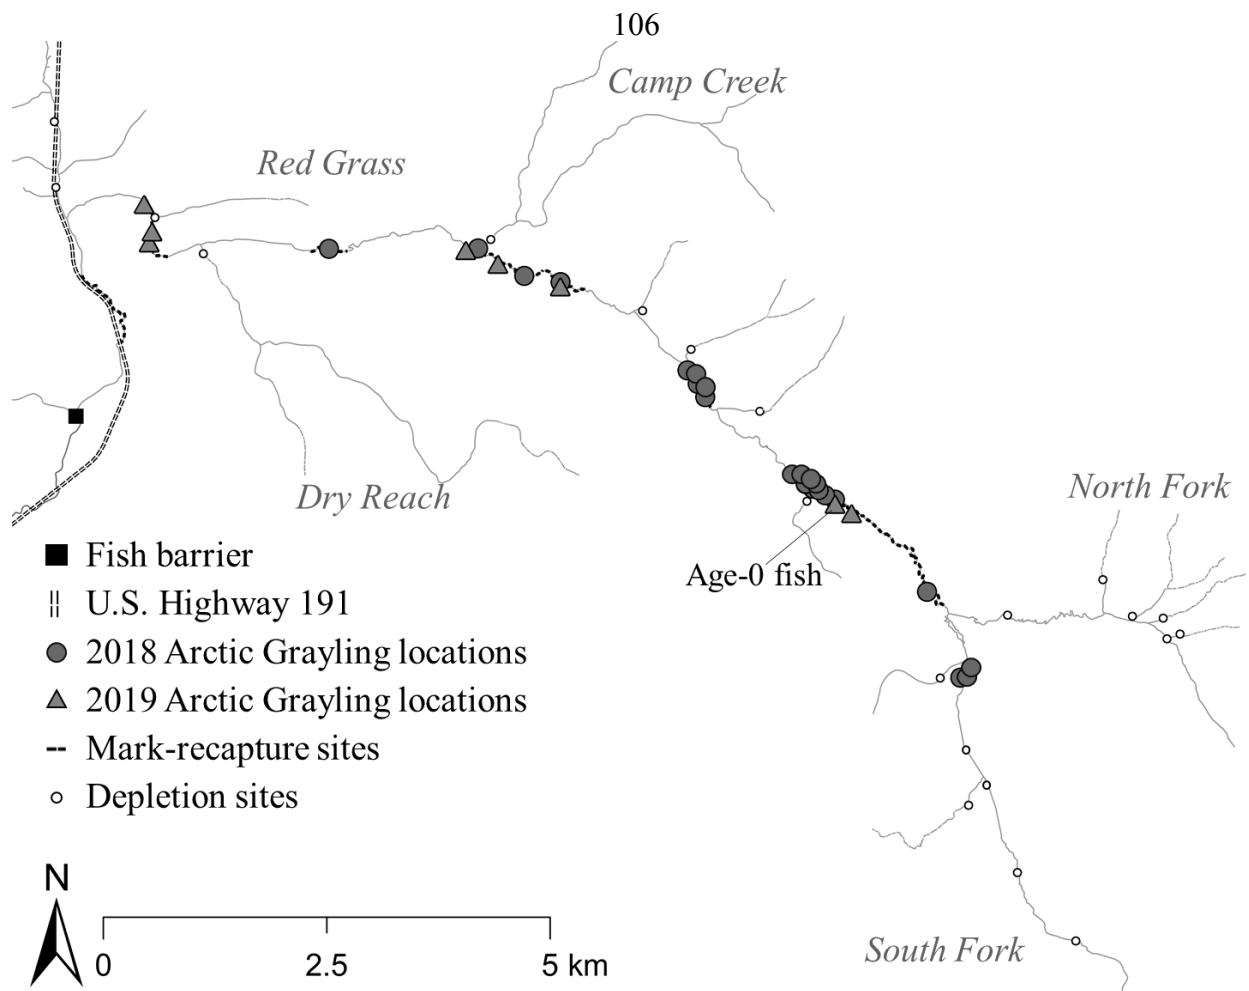 106
Camp Creek
Red Grass
Dry Reach
North Fork
Age-0 fish
Fish barrier
U.S. Highway 191
2018 Arctic Grayling locations
2019 Arctic Grayling locations
Mark-recapture sites
Depletion sites
South Fork
N
0 2.5 5 km